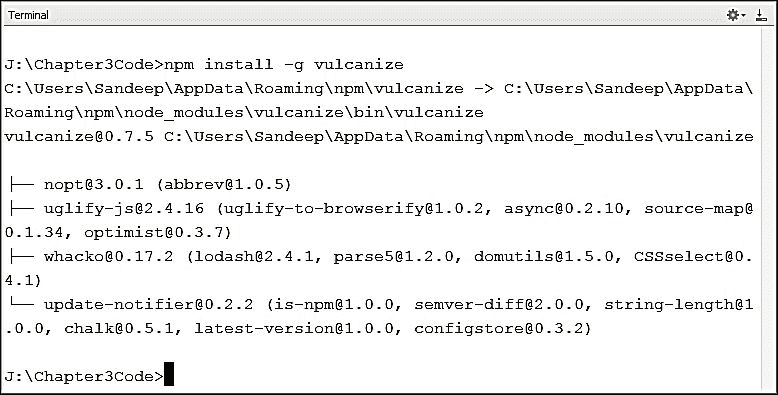 Terminal
J:\Chapter3Code>npm install -g vulcanize
C:\Users\Sandeep\AppData\Roaming\npm\vulcanize -> C:\Users\Sandeep\AppData\
Roaming\npm\node_modules\vulcanize\bin\vulcanize
vulcanize@0.7.5 C:\Users\Sandeep\AppData\Roaming\npm\node_modules\vulcanize
├── nopt@3.0.1 (abbrev@1.0.5)
├── uglify-js@2.4.16 (uglify-to-browserify@1.0.2, async@0.2.10, source-map@
0.1.34, optimist@0.3.7)
├── whacko@0.17.2 (lodash@2.4.1, parse5@1.2.0, domutils@1.5.0, CSSselect@0.
4.1)
└── update-notifier@0.2.2 (is-npm@1.0.0, semver-diff@2.0.0, string-length@1
.0.0, chalk@0.5.1, latest-version@1.0.0, configstore@0.3.2)
J:\Chapter3Code>